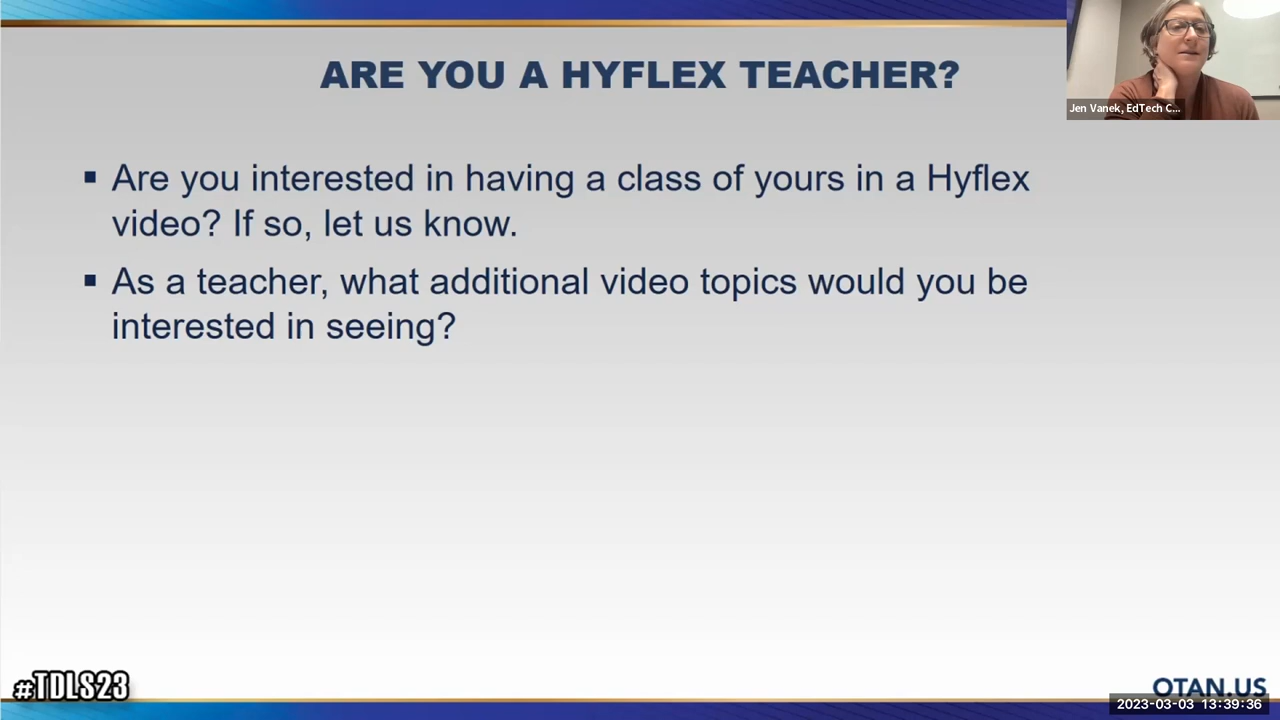 ARE YOU A HYFLEX TEACHER?
Jen Vanek, EdTech C...
▪ Are you interested in having a class of yours in a Hyflex
video? If so, let us know.
▪ As a teacher, what additional video topics would you be
interested in seeing?
#TDLS23
OTAN.US
2023-03-03 13:39:36